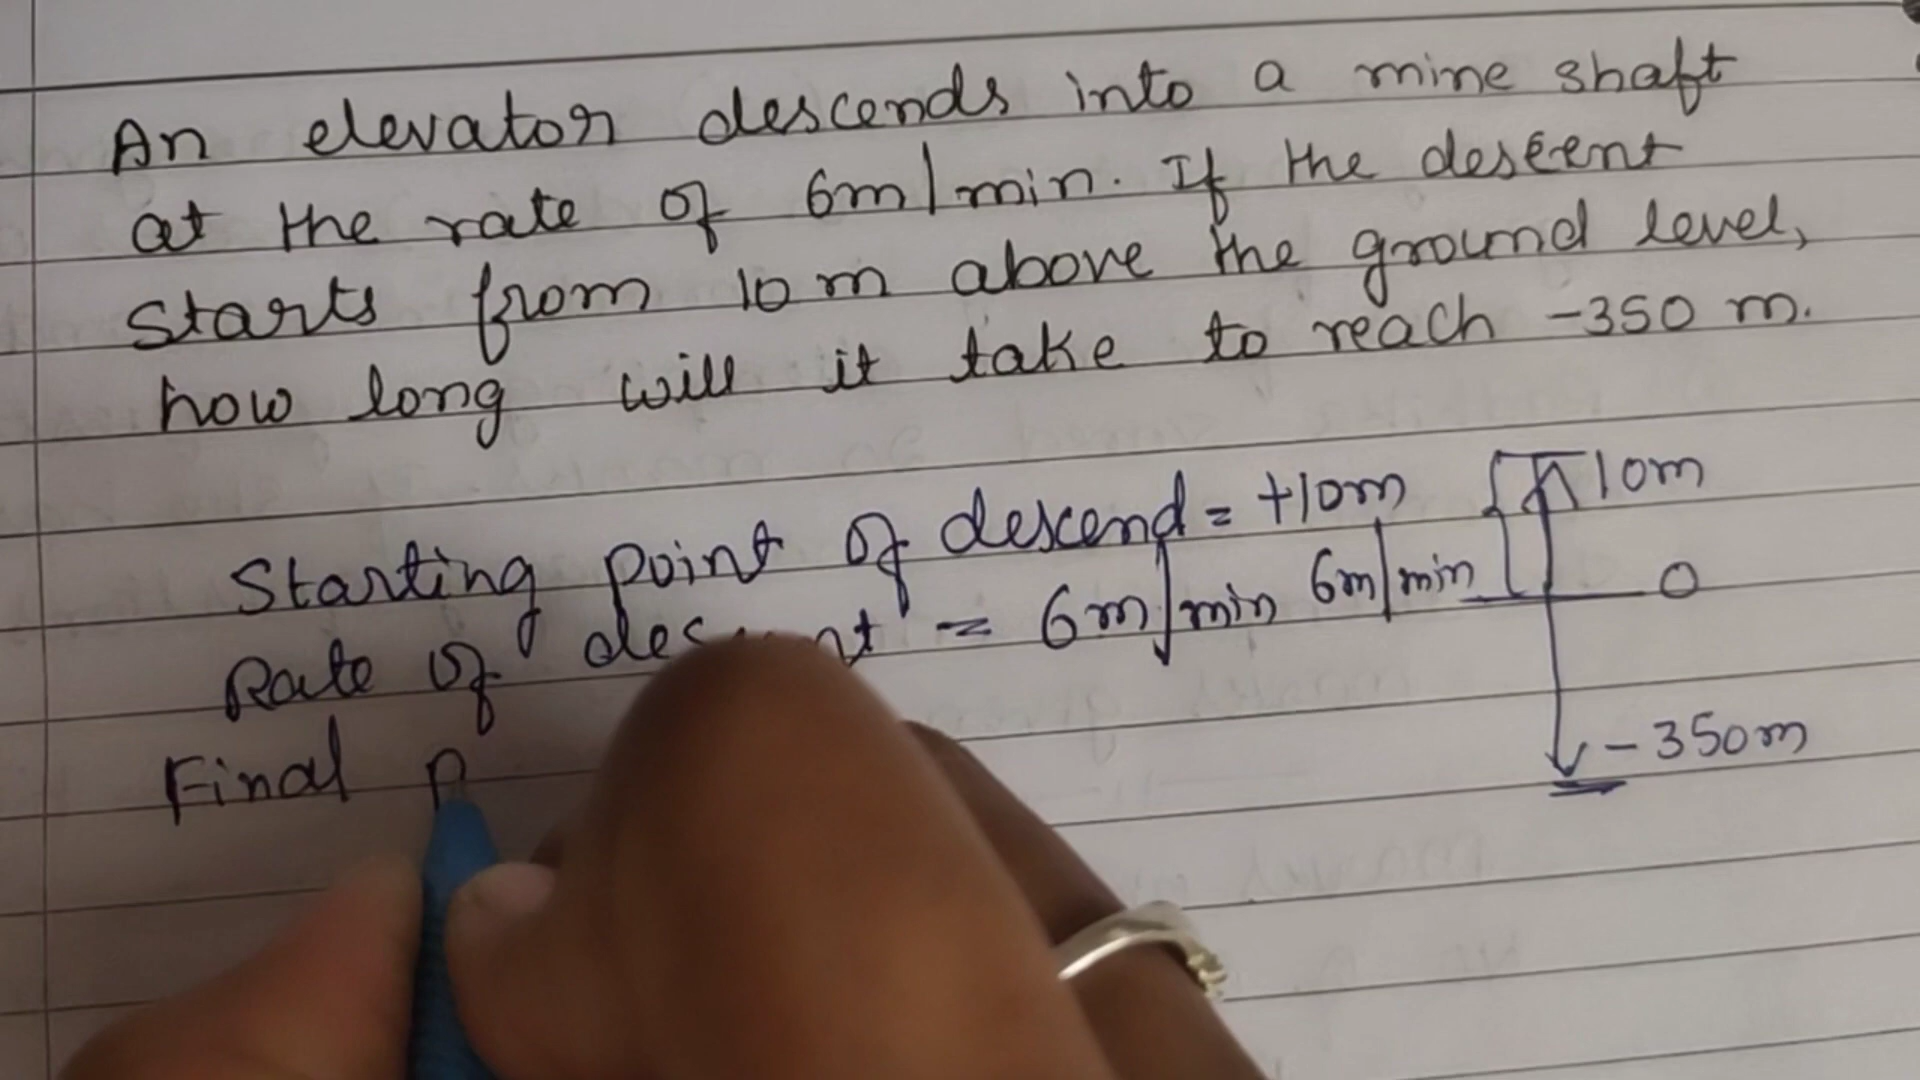 An elevator descends into a mine shaft
at the rate of 6m/min. If the descent
starts from 10 m above the ground level,
how long will it take to reach -350 m.
Starting point of descend = +10m
10m
Rate of = 6m/min
6m/min
0
Final
-350m